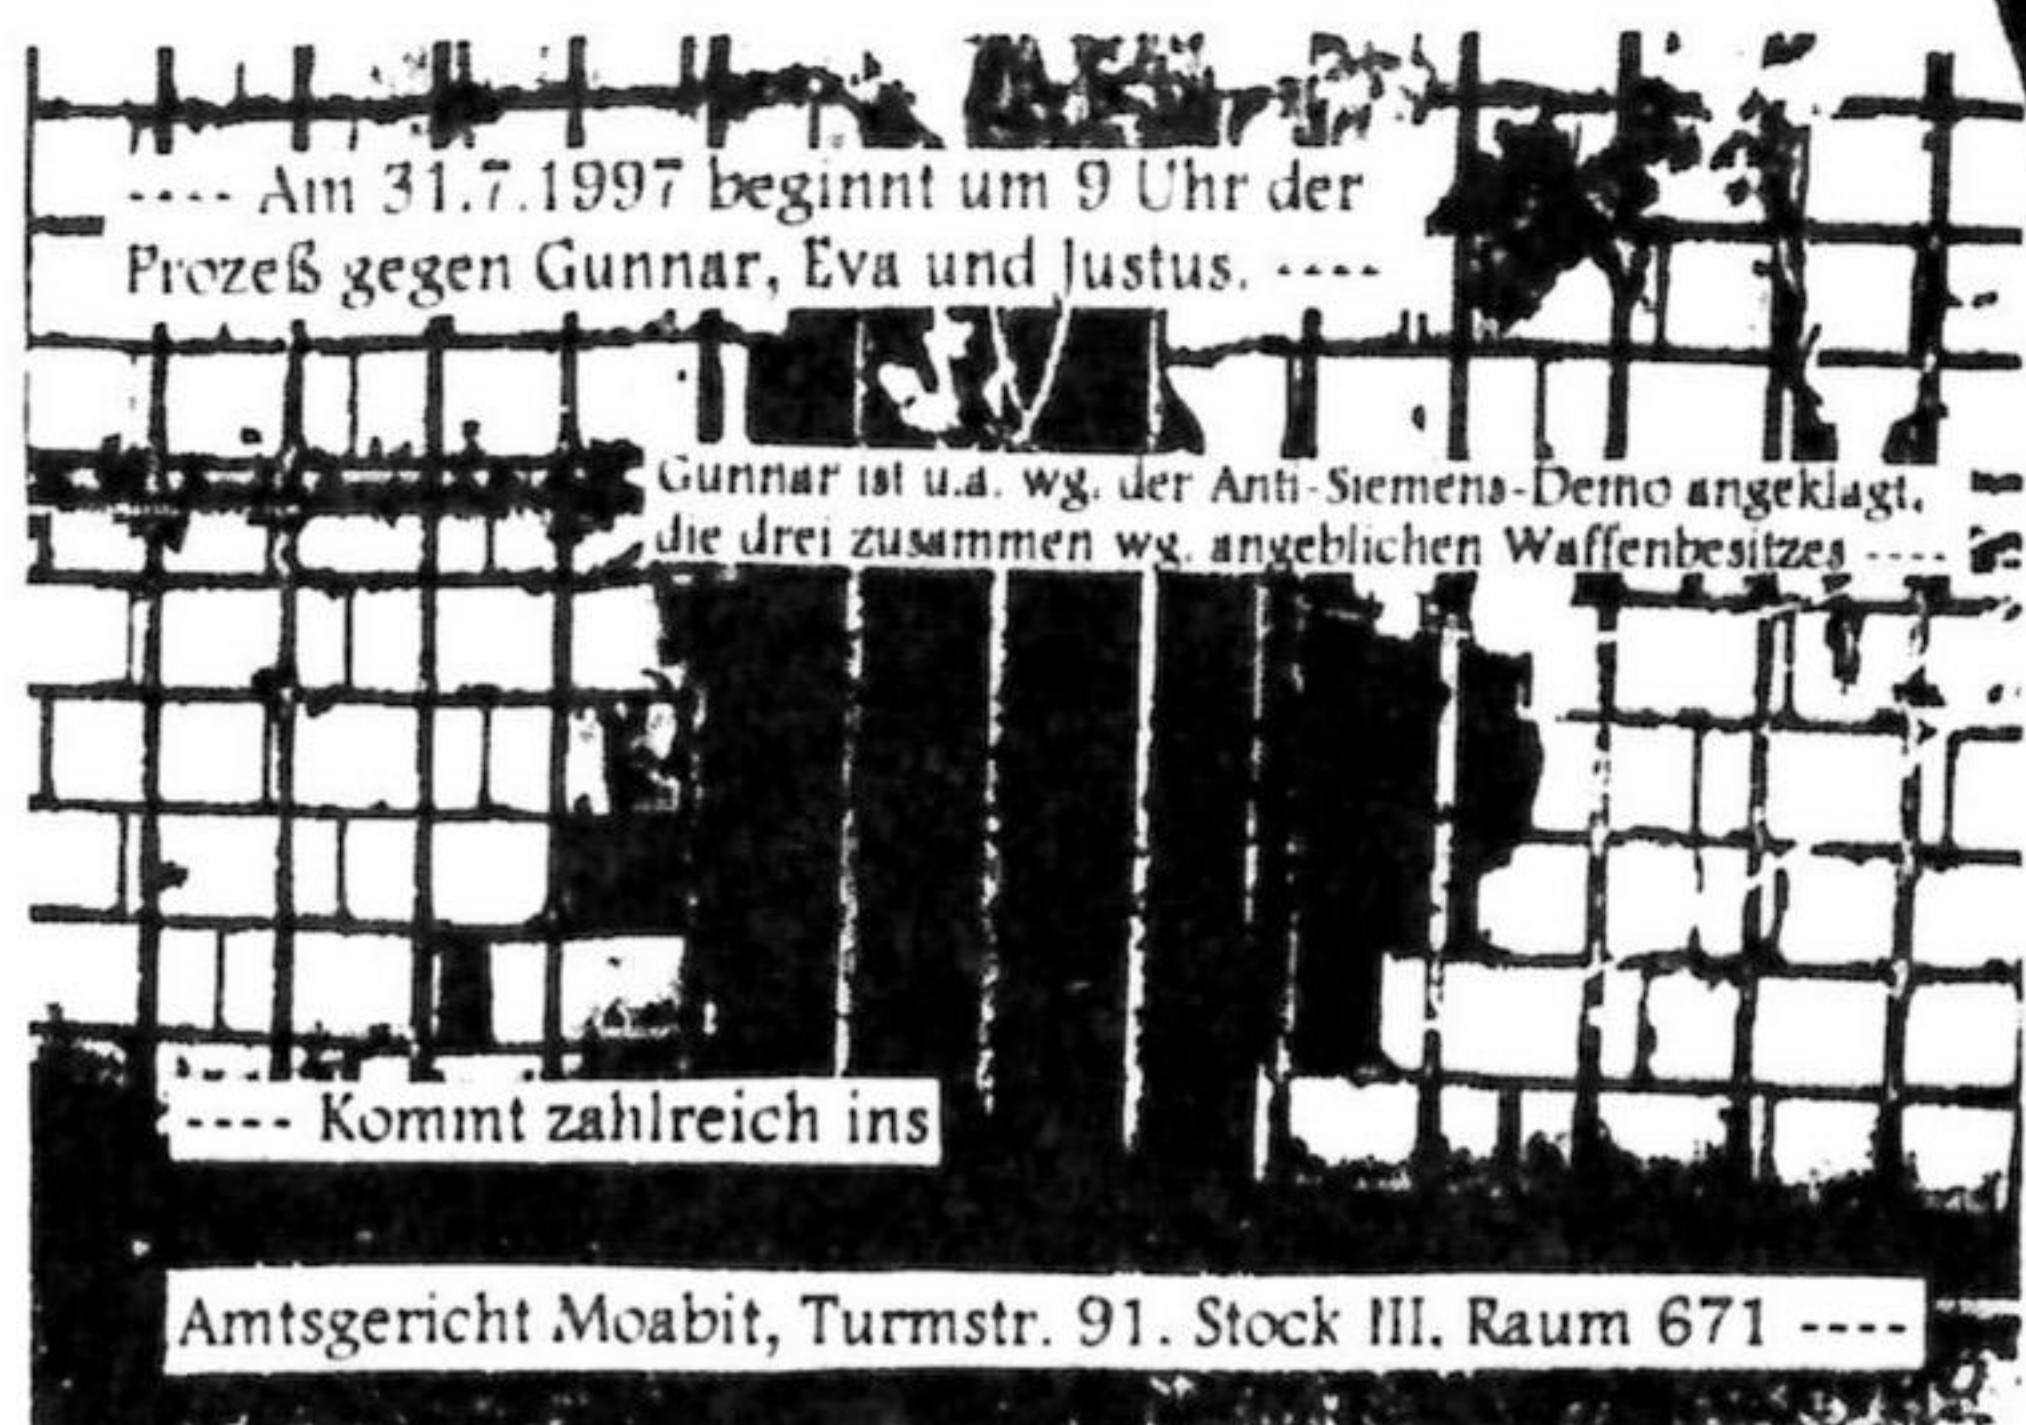 ---- Am 31.7.1997 beginnt um 9 Uhr der
Prozeß gegen Gunnar, Eva und Justus. ----
Gunnar ist u.a. wg. der Anti-Siemens-Demo angeklagt,
die drei zusammen wg. angeblichen Waffenbesitzes ----
---- Kommt zahlreich ins
Amtsgericht Moabit, Turmstr. 91. Stock III. Raum 671 ----